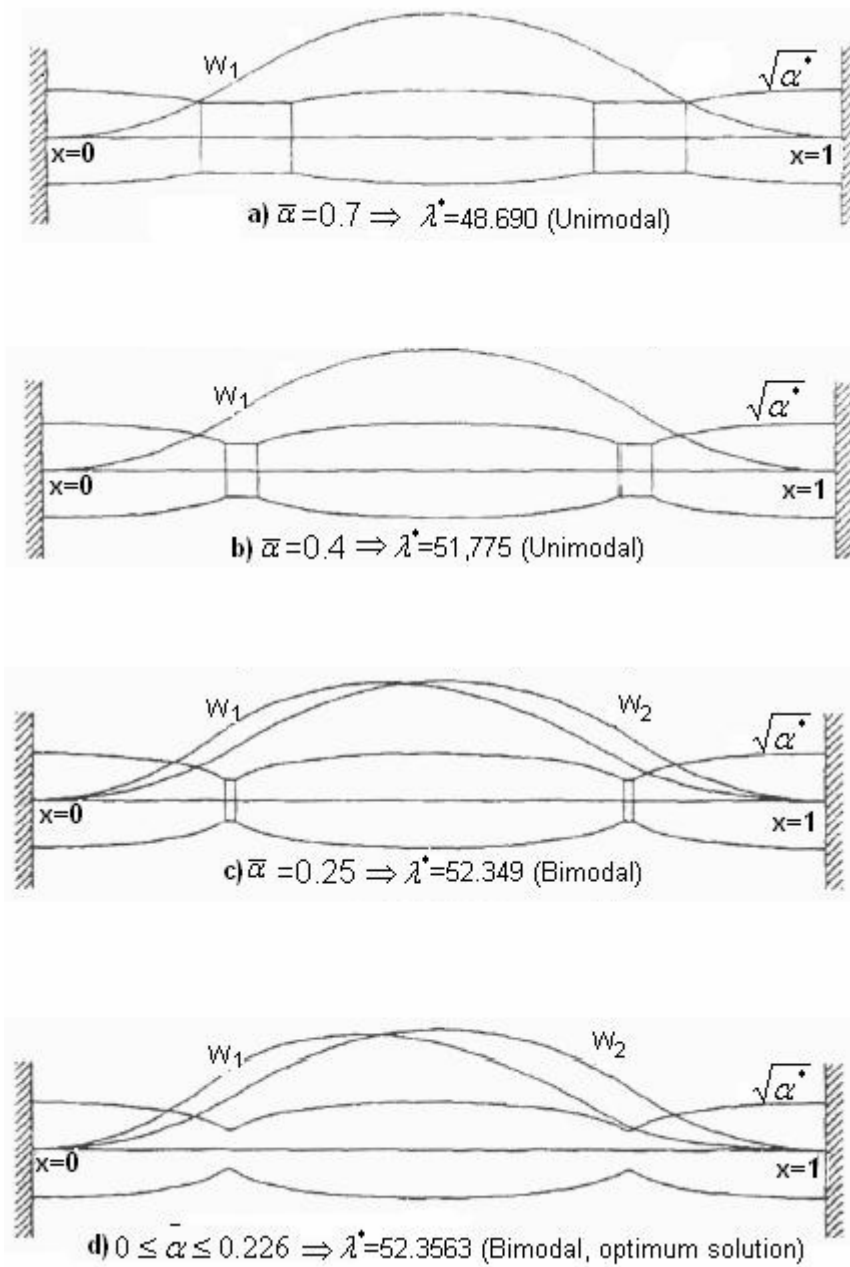 W₁
√α*
x=0
x=1
a) α̅=0.7 ⇒ λ*=48.690 (Unimodal)
W₁
√α*
x=0
x=1
b) α̅=0.4 ⇒ λ*=51,775 (Unimodal)
W₁ W₂
√α*
x=0
x=1
c) α̅=0.25 ⇒ λ*=52.349 (Bimodal)
W₁ W₂
√α*
x=0
x=1
d) 0 ≤ α̅ ≤ 0.226 ⇒ λ*=52.3563 (Bimodal, optimum solution)